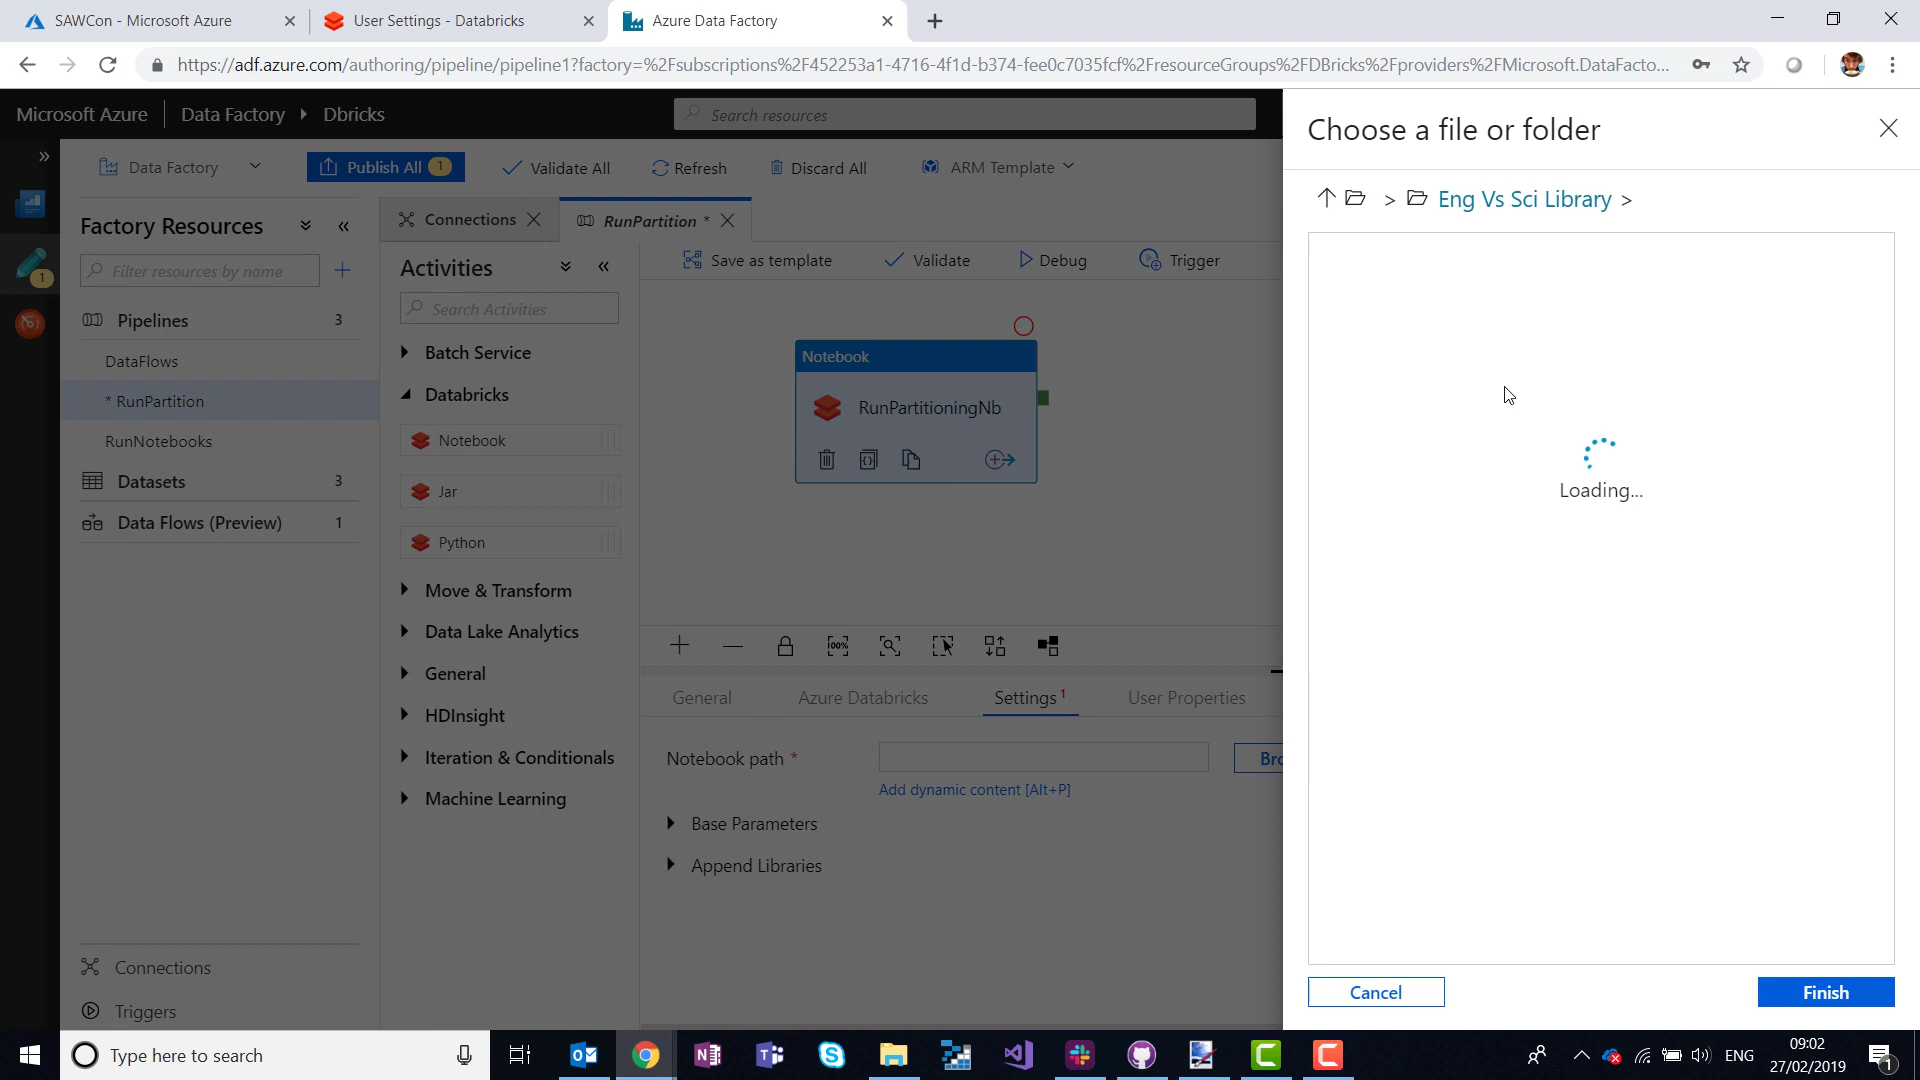 SAWCon - Microsoft Azure
User Settings - Databricks
Azure Data Factory
https://adf.azure.com/authoring/pipeline/pipeline1?factory=%2Fsubscriptions%2F452253a1-4716-4f1d-b374-fee0c7035fcf%2FresourceGroups%2FDBricks%2Fproviders%2FMicrosoft.DataFacto...
Microsoft Azure
Data Factory
Dbricks
Search resources
Data Factory
Publish All 1
Validate All
Refresh
Discard All
ARM Template
Factory Resources
Filter resources by name
1
Pipelines 3
DataFlows
* RunPartition
RunNotebooks
Datasets 3
Data Flows (Preview) 1
Connections
Triggers
Connections
RunPartition *
Activities
Search Activities
Batch Service
Databricks
Notebook
Jar
Python
Move & Transform
Data Lake Analytics
General
HDInsight
Iteration & Conditionals
Machine Learning
Save as template
Validate
Debug
Trigger
Notebook
RunPartitioningNb
100%
General
Azure Databricks
Settings 1
User Properties
Notebook path *
Bro
Add dynamic content [Alt+P]
Base Parameters
Append Libraries
Choose a file or folder
> Eng Vs Sci Library >
Loading...
Cancel
Finish
Type here to search
ENG
09:02
27/02/2019
1